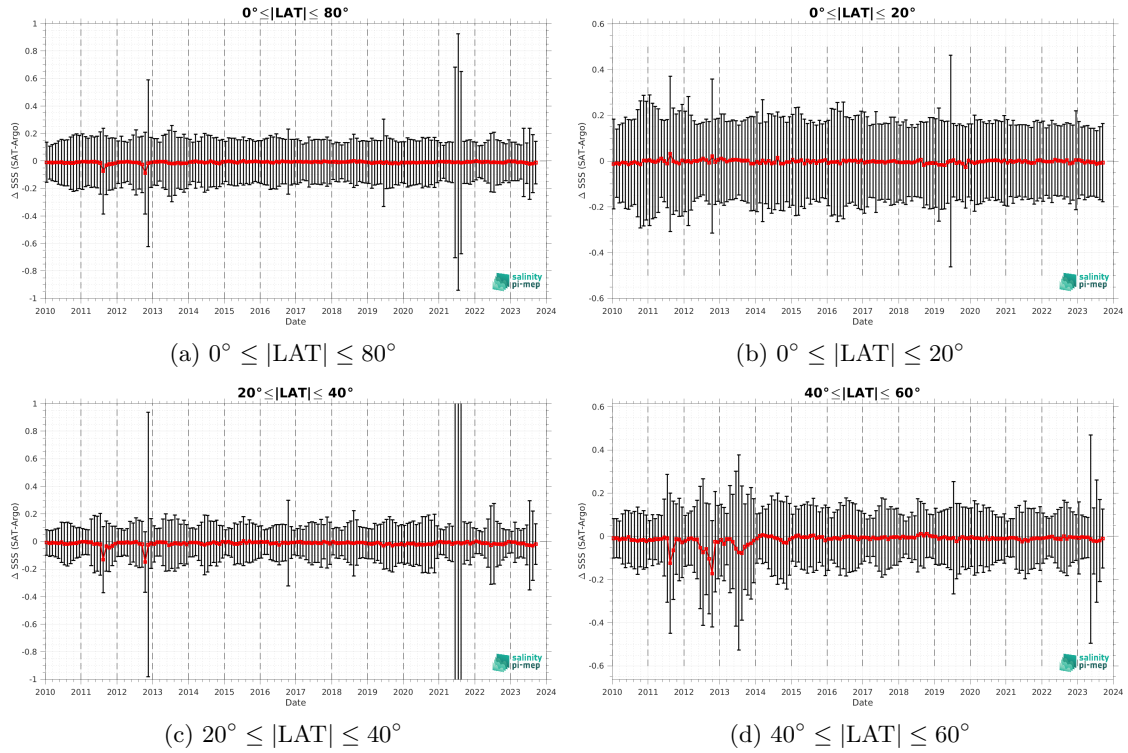 0°≤|LAT|≤ 80°
1
0.8
0.6
0.4
0.2
0
-0.2
-0.4
-0.6
-0.8
-1
Δ SSS (SAT-Argo)
2010 2011 2012 2013 2014 2015 2016 2017 2018 2019 2020 2021 2022 2023 2024
Date
salinity
pi-mep
(a) 0° ≤ |LAT| ≤ 80°
0°≤|LAT|≤ 20°
0.6
0.4
0.2
0
-0.2
-0.4
-0.6
Δ SSS (SAT-Argo)
2010 2011 2012 2013 2014 2015 2016 2017 2018 2019 2020 2021 2022 2023 2024
Date
salinity
pi-mep
(b) 0° ≤ |LAT| ≤ 20°
20°≤|LAT|≤ 40°
1
0.8
0.6
0.4
0.2
0
-0.2
-0.4
-0.6
-0.8
-1
Δ SSS (SAT-Argo)
2010 2011 2012 2013 2014 2015 2016 2017 2018 2019 2020 2021 2022 2023 2024
Date
salinity
pi-mep
(c) 20° ≤ |LAT| ≤ 40°
40°≤|LAT|≤ 60°
0.6
0.4
0.2
0
-0.2
-0.4
-0.6
Δ SSS (SAT-Argo)
2010 2011 2012 2013 2014 2015 2016 2017 2018 2019 2020 2021 2022 2023 2024
Date
salinity
pi-mep
(d) 40° ≤ |LAT| ≤ 60°